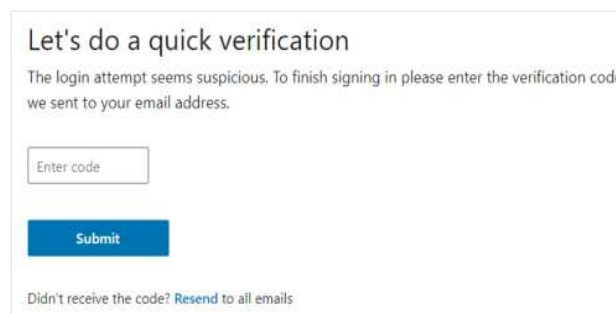 Let's do a quick verification
The login attempt seems suspicious. To finish signing in please enter the verification code
we sent to your email address.
Enter code
Submit
Didn't receive the code? Resend to all emails